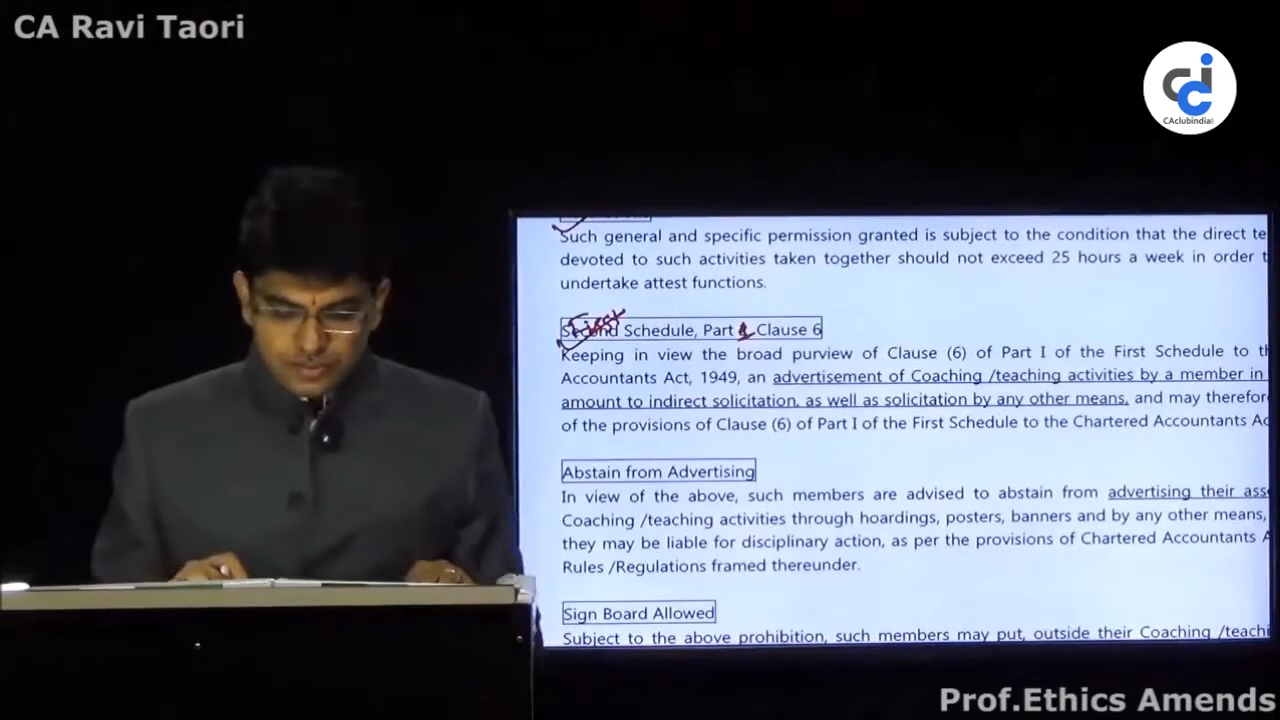 CA Ravi Taori
CAclubindia
Such general and specific permission granted is subject to the condition that the direct te
devoted to such activities taken together should not exceed 25 hours a week in order t
undertake attest functions.
First
Second Schedule, Part 1 Clause 6
Keeping in view the broad purview of Clause (6) of Part I of the First Schedule to th
Accountants Act, 1949, an advertisement of Coaching /teaching activities by a member in
amount to indirect solicitation, as well as solicitation by any other means, and may therefor
of the provisions of Clause (6) of Part I of the First Schedule to the Chartered Accountants Ac
Abstain from Advertising
In view of the above, such members are advised to abstain from advertising their ass
Coaching /teaching activities through hoardings, posters, banners and by any other means,
they may be liable for disciplinary action, as per the provisions of Chartered Accountants A
Rules /Regulations framed thereunder.
Sign Board Allowed
Subject to the above prohibition, such members may put, outside their Coaching /teachi
Prof.Ethics Amends